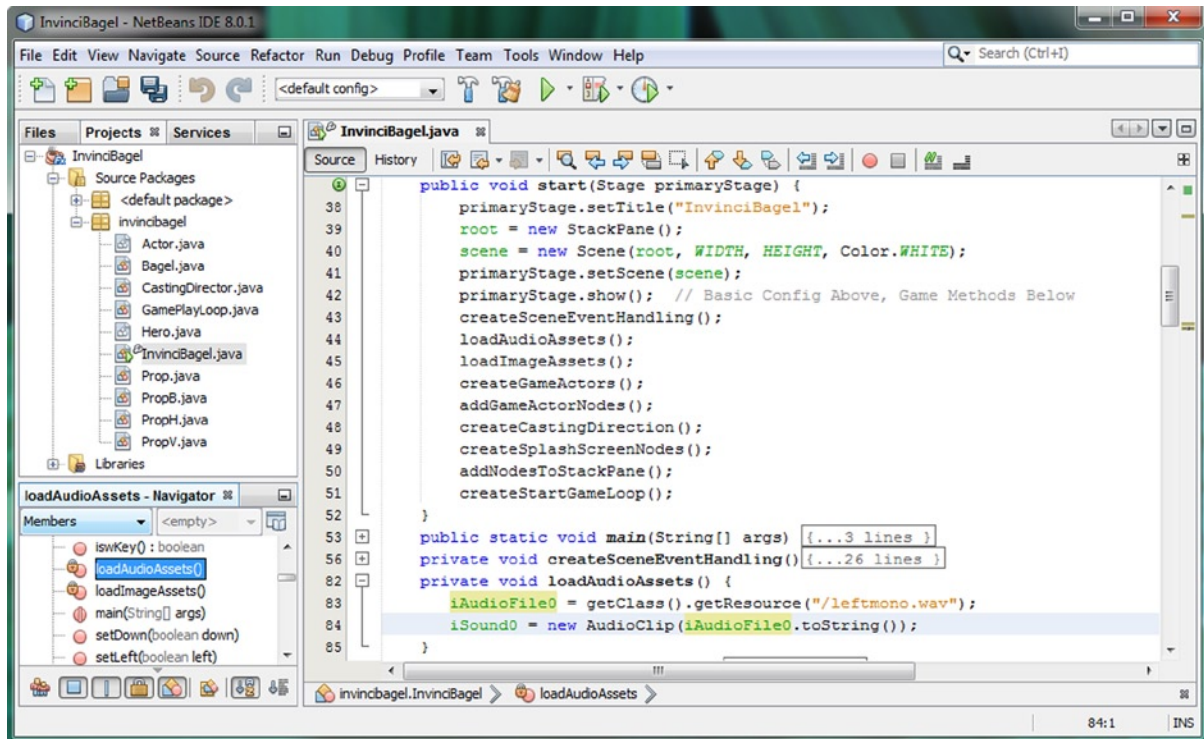 InvinciBagel - NetBeans IDE 8.0.1
File Edit View Navigate Source Refactor Run Debug Profile Team Tools Window Help
Search (Ctrl+I)
<default config>
Files Projects Services
InvinciBagel
Source Packages
<default package>
invincibagel
Actor.java
Bagel.java
CastingDirector.java
GamePlayLoop.java
Hero.java
InvinciBagel.java
Prop.java
PropB.java
PropH.java
PropV.java
Libraries
loadAudioAssets - Navigator
Members <empty>
iswKey() : boolean
loadAudioAssets()
loadImageAssets()
main(String[] args)
setDown(boolean down)
setLeft(boolean left)
InvinciBagel.java
Source History
public void start(Stage primaryStage) {
38 primaryStage.setTitle("InvinciBagel");
39 root = new StackPane();
40 scene = new Scene(root, WIDTH, HEIGHT, Color.WHITE);
41 primaryStage.setScene(scene);
42 primaryStage.show(); // Basic Config Above, Game Methods Below
43 createSceneEventHandling();
44 loadAudioAssets();
45 loadImageAssets();
46 createGameActors();
47 addGameActorNodes();
48 createCastingDirection();
49 createSplashScreenNodes();
50 addNodesToStackPane();
51 createStartGameLoop();
52 }
53 public static void main(String[] args) {...3 lines }
56 private void createSceneEventHandling() {...26 lines }
82 private void loadAudioAssets() {
83 iAudioFile0 = getClass().getResource("/leftmono.wav");
84 iSound0 = new AudioClip(iAudioFile0.toString());
85 }
invincibagel.InvinciBagel loadAudioAssets
84:1 INS